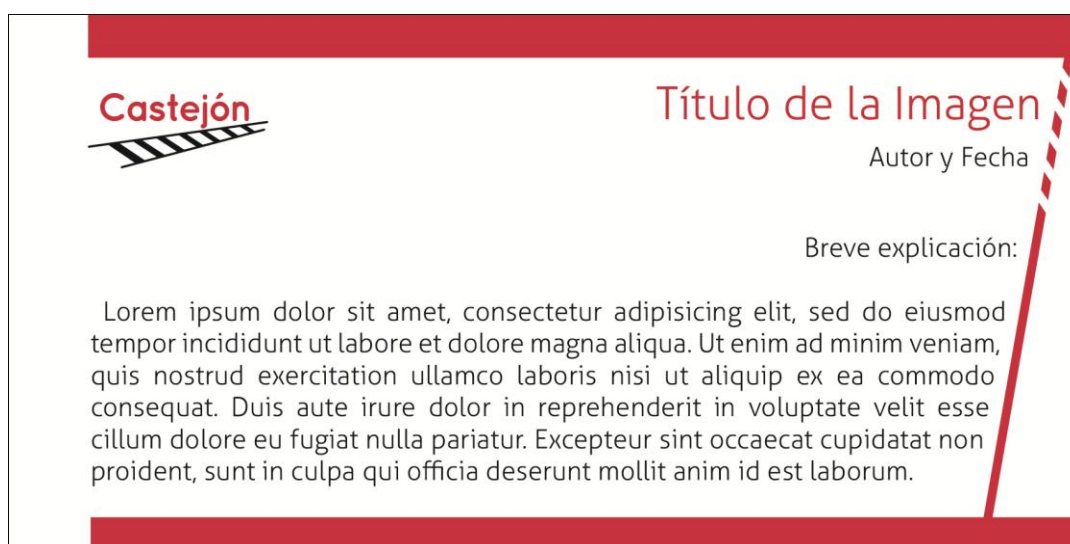 Castejón
Título de la Imagen
Autor y Fecha
Breve explicación:
Lorem ipsum dolor sit amet, consectetur adipisicing elit, sed do eiusmod
tempor incididunt ut labore et dolore magna aliqua. Ut enim ad minim veniam,
quis nostrud exercitation ullamco laboris nisi ut aliquip ex ea commodo
consequat. Duis aute irure dolor in reprehenderit in voluptate velit esse
cillum dolore eu fugiat nulla pariatur. Excepteur sint occaecat cupidatat non
proident, sunt in culpa qui officia deserunt mollit anim id est laborum.